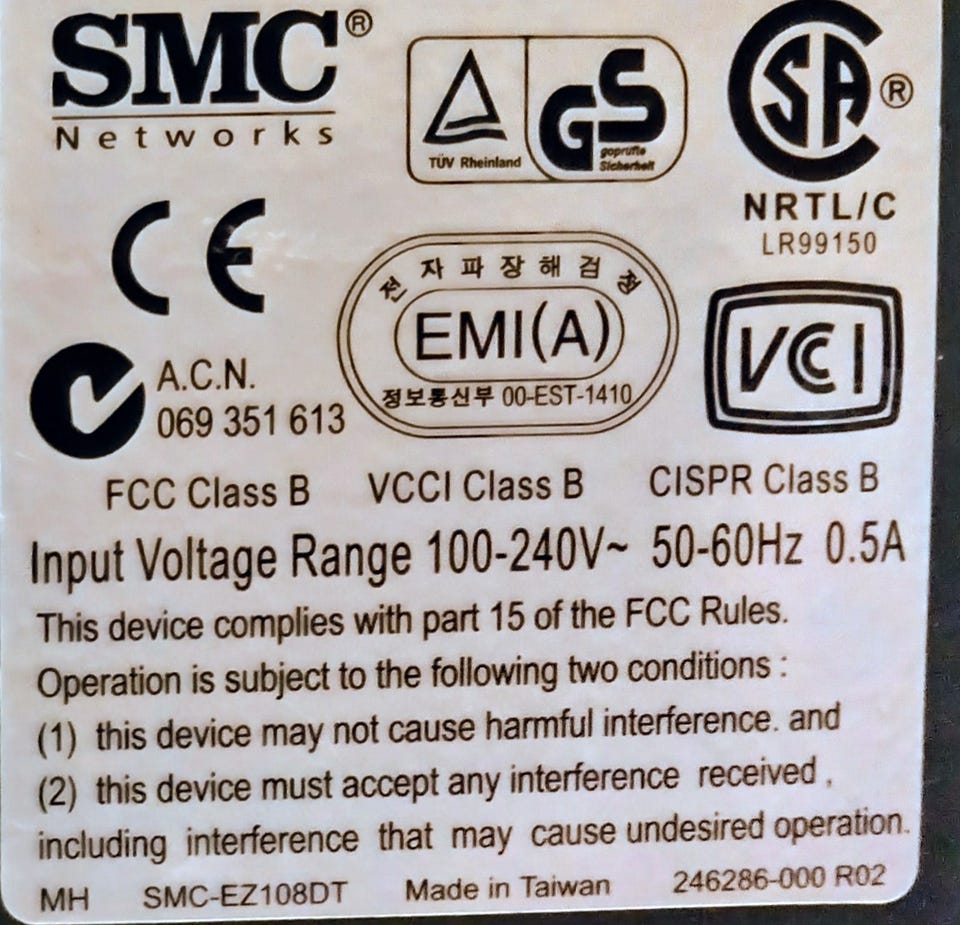 SMC®
Networks
TÜV Rheinland
GS
geprüfte
Sicherheit
CSA®
NRTL/C
LR99150
CE
전자파장해검정
EMI(A)
정보통신부 00-EST-1410
VCCI
A.C.N.
069 351 613
FCC Class B VCCI Class B CISPR Class B
Input Voltage Range 100-240V~ 50-60Hz 0.5A
This device complies with part 15 of the FCC Rules.
Operation is subject to the following two conditions :
(1) this device may not cause harmful interference. and
(2) this device must accept any interference received ,
including interference that may cause undesired operation.
MH SMC-EZ108DT Made in Taiwan 246286-000 R02